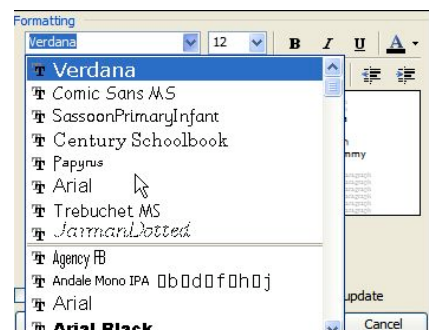 Formatting
Verdana 12 B I U A
Verdana
Comic Sans MS
SassoonPrimaryInfant
Century Schoolbook
Papyrus
Arial
Trebuchet MS
JarmanDotted
Agency FB
Andale Mono IPA ▯b▯d▯f▯h▯j
Arial
Arial Black
update
Cancel